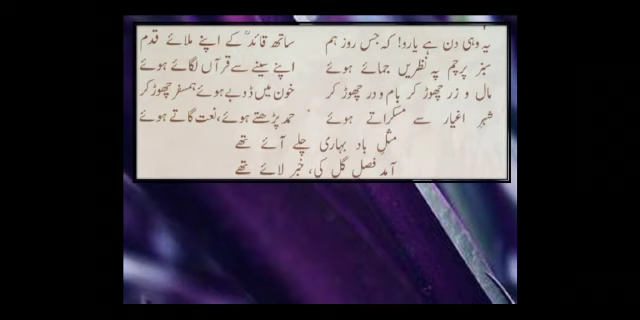 یہ وہی دن ہے یارو! کہ جس روز ہم ساتھ قائدؒ کے اپنے ملائے قدم
سبز پرچم پہ نظریں جمائے ہوئے اپنے سینے سے قرآں لگائے ہوئے
مال و زر چھوڑ کر بام و در چھوڑ کر خون میں ڈوبے ہوئے ہمسفر چھوڑ کر
شہرِ اغیار سے مسکراتے ہوئے حمد پڑھتے ہوئے، نعت گاتے ہوئے
مثلِ باد بہاری چلے آئے تھے
آمد فصلِ گل کی، خبر لائے تھے